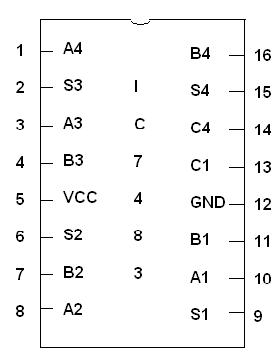 1 A4 B4 16
2 S3 I S4 15
3 A3 C C4 14
4 B3 7 C1 13
5 VCC 4 GND 12
6 S2 8 B1 11
7 B2 3 A1 10
8 A2 S1 9